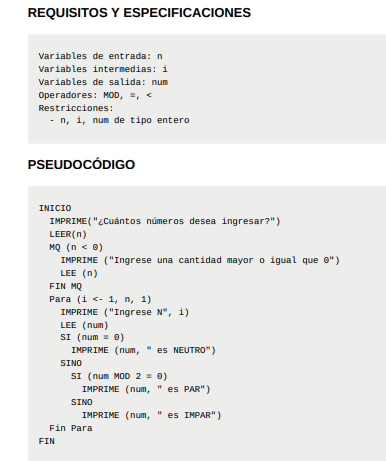 REQUISITOS Y ESPECIFICACIONES
Variables de entrada: n
Variables intermedias: i
Variables de salida: num
Operadores: MOD, =, <
Restricciones:
- n, i, num de tipo entero
PSEUDOCÓDIGO
INICIO
IMPRIME("¿Cuántos números desea ingresar?")
LEER(n)
MQ (n < 0)
IMPRIME ("Ingrese una cantidad mayor o igual que 0")
LEE (n)
FIN MQ
Para (i <- 1, n, 1)
IMPRIME ("Ingrese N", i)
LEE (num)
SI (num = 0)
IMPRIME (num, " es NEUTRO")
SINO
SI (num MOD 2 = 0)
IMPRIME (num, " es PAR")
SINO
IMPRIME (num, " es IMPAR")
Fin Para
FIN